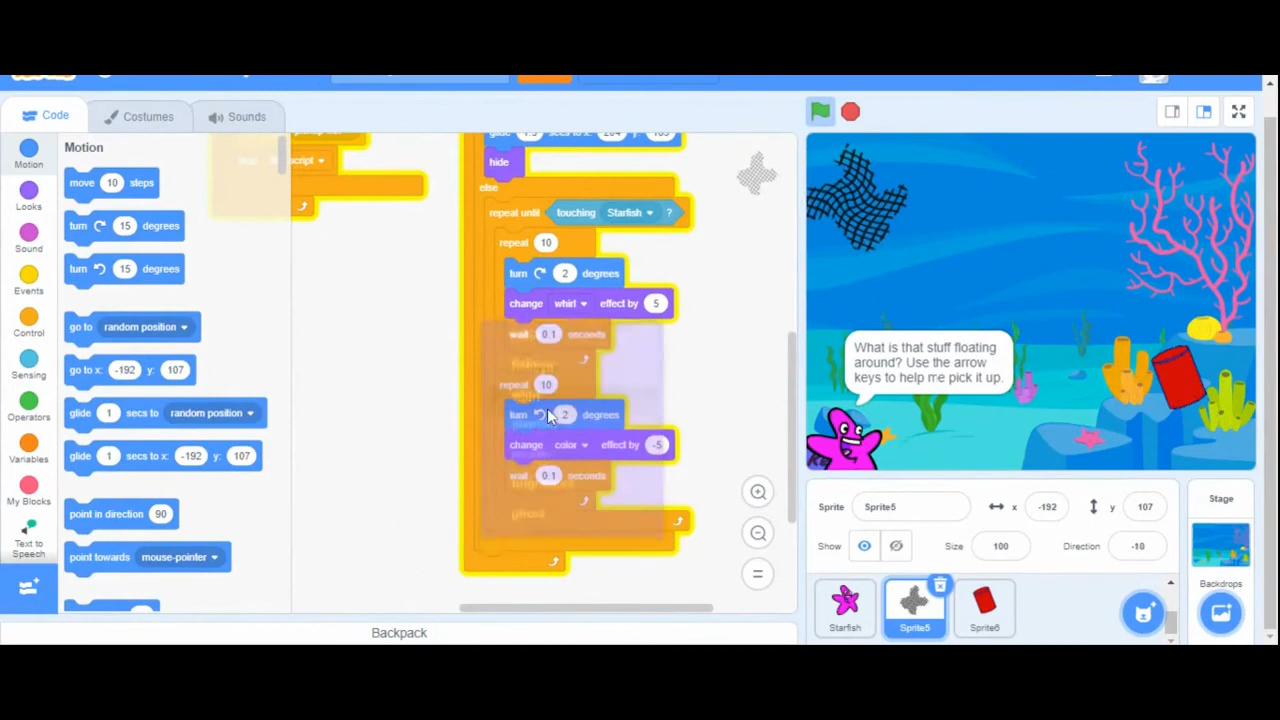 Code
Costumes
Sounds
Motion
Looks
Sound
Events
Control
Sensing
Operators
Variables
My Blocks
Text to
Speech
Motion
move 10 steps
turn 15 degrees
turn 15 degrees
go to random position
go to x: -192 y: 107
glide 1 secs to random position
glide 1 secs to x: -192 y: 107
point in direction 90
point towards mouse-pointer
hide
else
repeat until touching Starfish ?
repeat 10
turn 2 degrees
change whirl effect by 5
wait 0.1 seconds
repeat 10
turn 2 degrees
change color effect by -5
wait 0.1 seconds
ghost
Backpack
What is that stuff floating
around? Use the arrow
keys to help me pick it up.
Sprite Sprite5 x -192 y 107
Show Size 100 Direction -10
Starfish
Sprite5
Sprite6
Stage
Backdrops